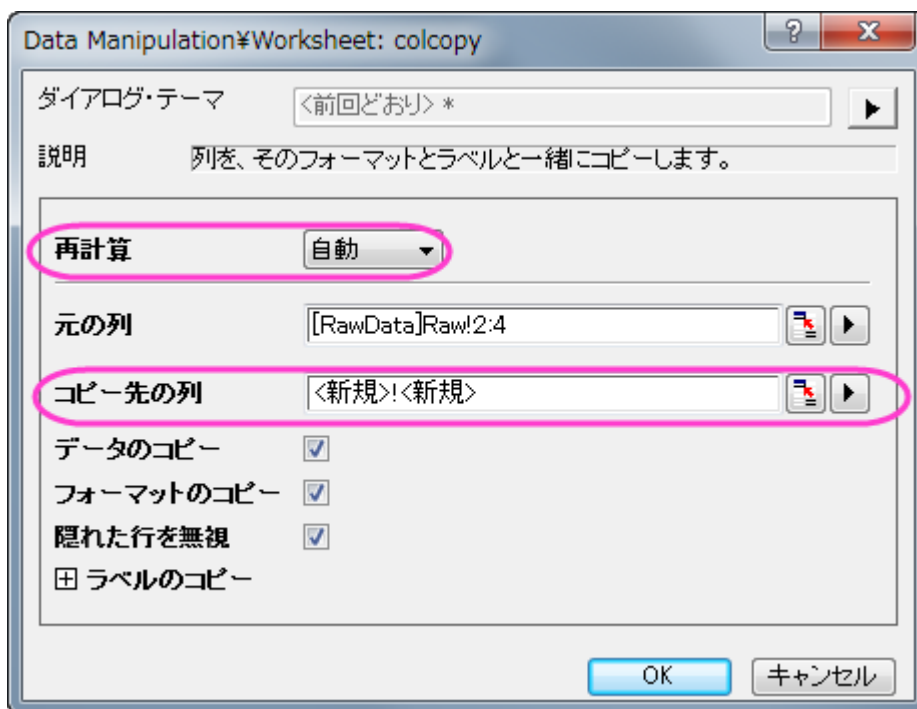 Data Manipulation¥Worksheet: colcopy
ダイアログ・テーマ <前回どおり> *
説明 列を、そのフォーマットとラベルと一緒にコピーします。
再計算 自動
元の列 [RawData]Raw!2:4
コピー先の列 <新規>!<新規>
データのコピー
フォーマットのコピー
隠れた行を無視
ラベルのコピー
OK キャンセル